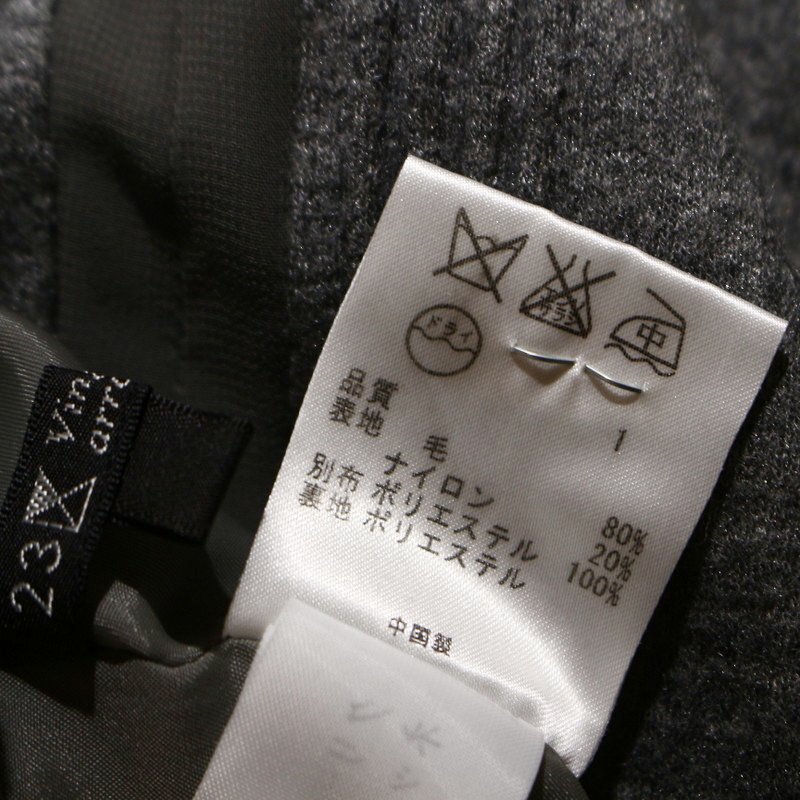 サラシ
ドライ
中
品質 1
表地 毛 80%
ナイロン 20%
別布 ポリエステル 100%
裏地 ポリエステル
中国製
23